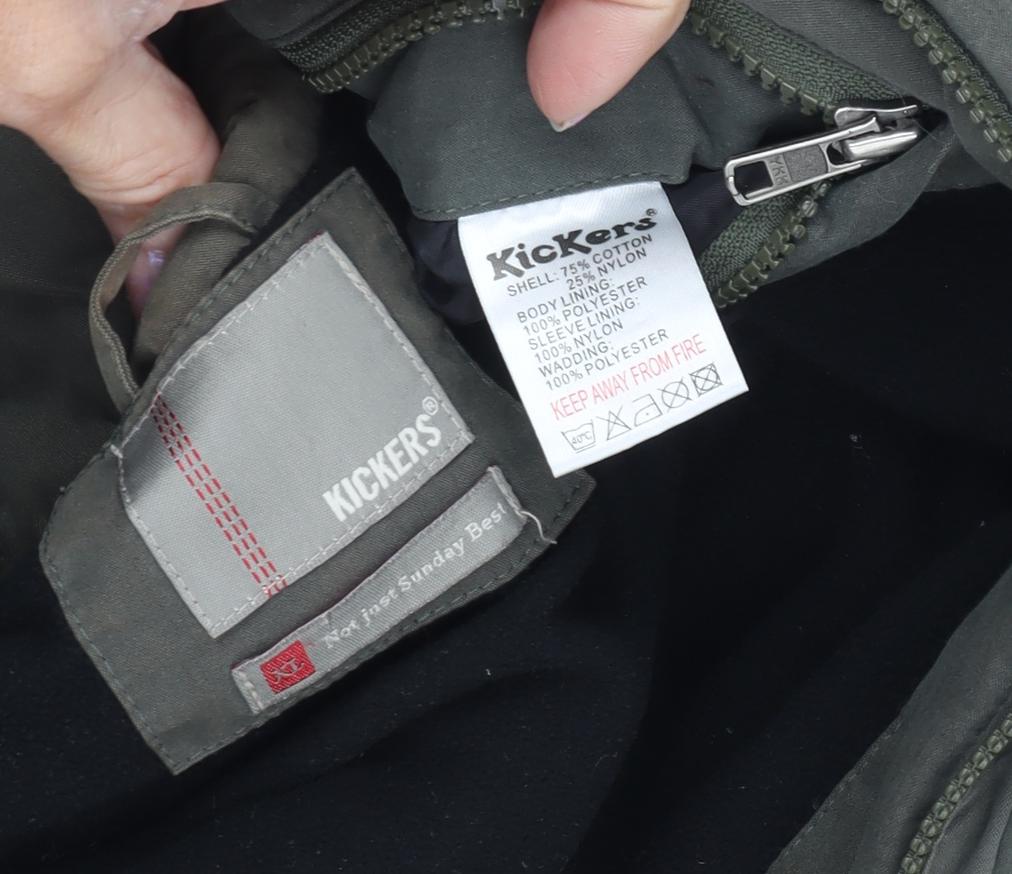 KicKers®
SHELL: 75% COTTON
25% NYLON
BODY LINING:
100% POLYESTER
SLEEVE LINING:
100% NYLON
WADDING:
100% POLYESTER
KEEP AWAY FROM FIRE
40°C
KICKERS®
Not just Sunday Best
XL
YKK